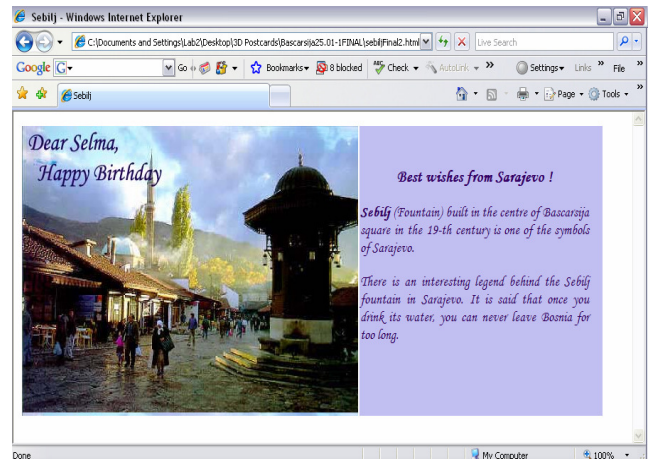 Sebilj - Windows Internet Explorer
C:\Documents and Settings\Lab2\Desktop\3D Postcards\Bascarsija25.01-1FINAL\sebiljFinal2.html
Live Search
Google
Go
Bookmarks
8 blocked
Check
AutoLink
Settings
Links
File
Sebilj
Page
Tools
Dear Selma,
Happy Birthday
Best wishes from Sarajevo !
Sebilj (Fountain) built in the centre of Bascarsija
square in the 19-th century is one of the symbols
of Sarajevo.
There is an interesting legend behind the Sebilj
fountain in Sarajevo. It is said that once you
drink its water, you can never leave Bosnia for
too long.
Done
My Computer
100%